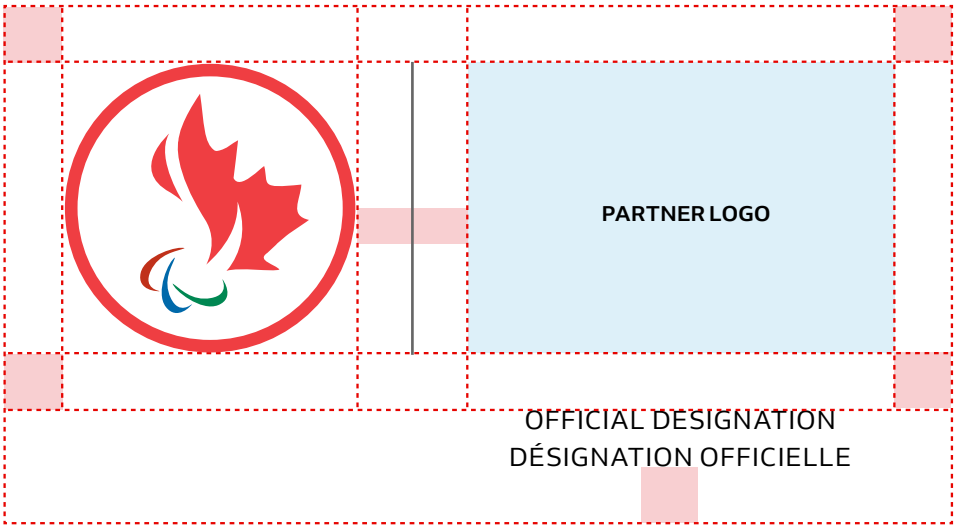 PARTNER LOGO
OFFICIAL DESIGNATION
DÉSIGNATION OFFICIELLE